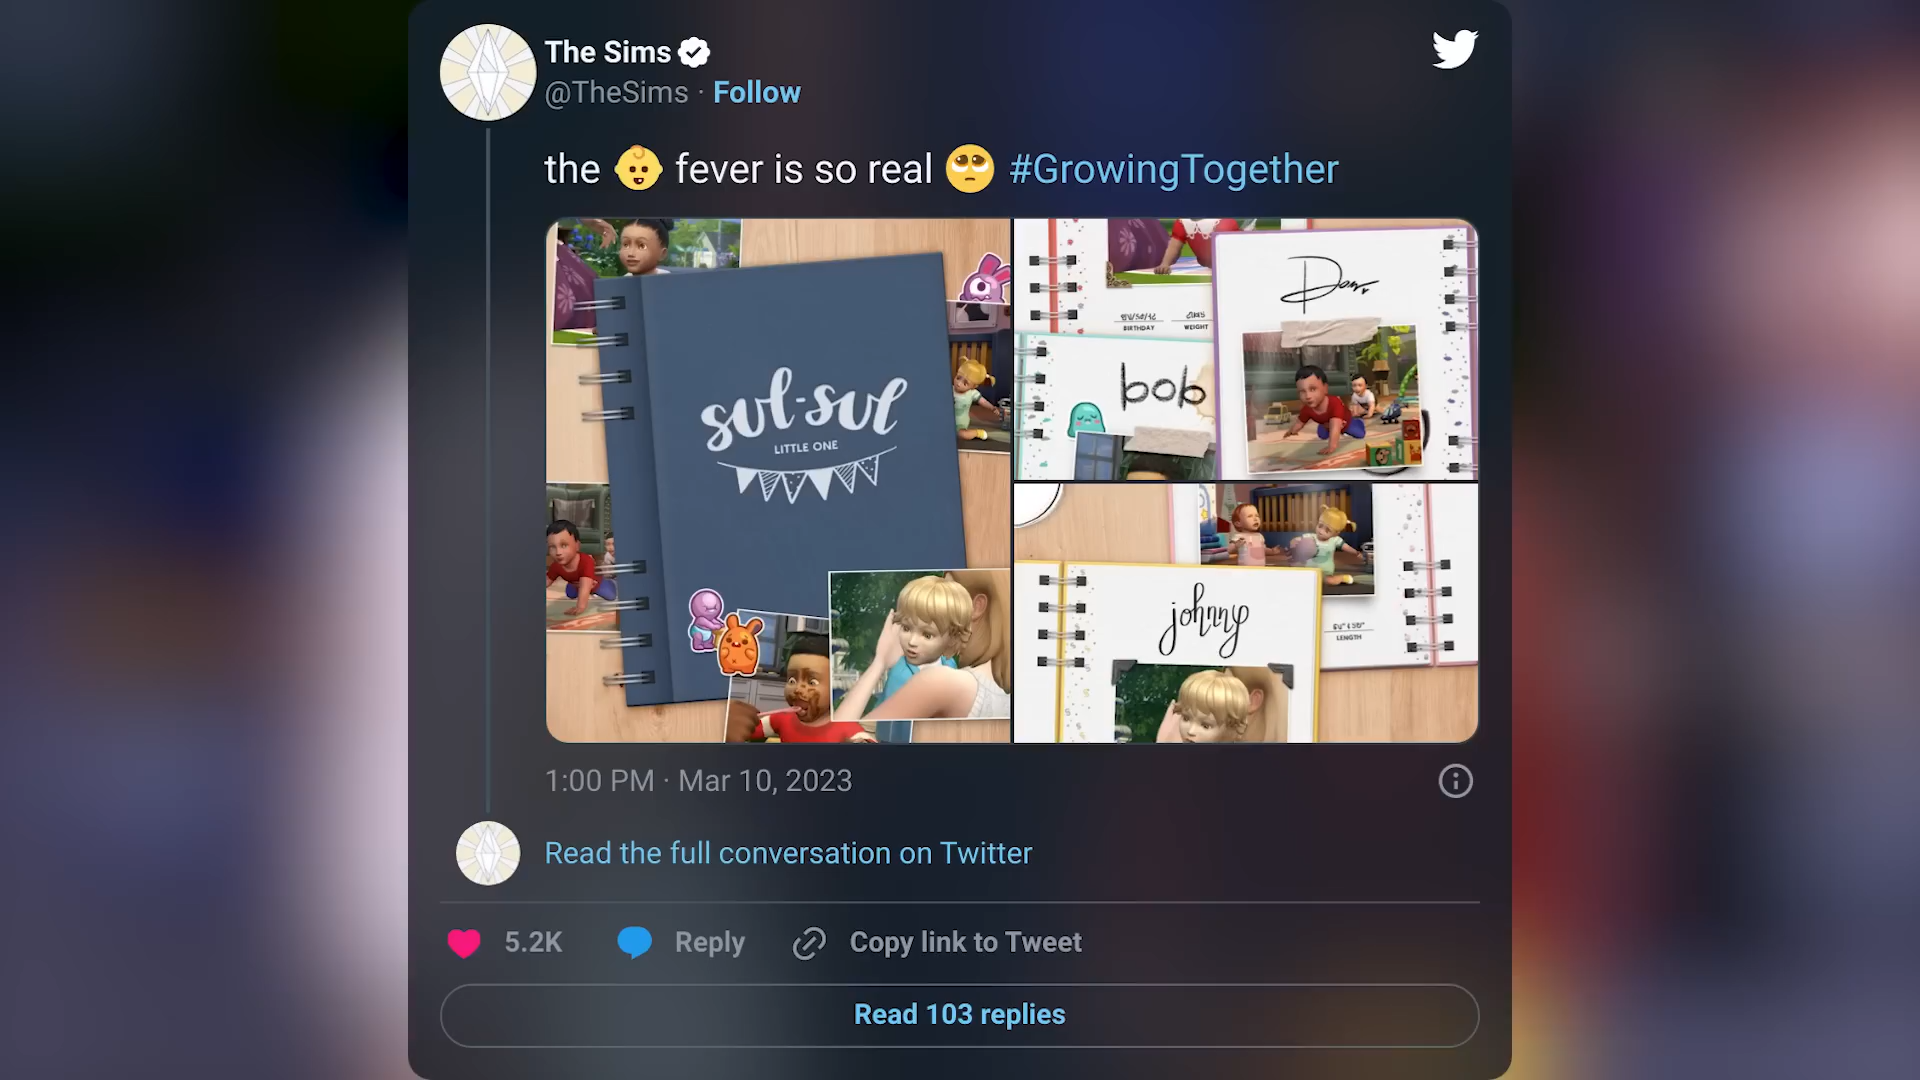 The Sims
@TheSims · Follow
the 👶 fever is so real 🥺 #GrowingTogether
sul-sul
LITTLE ONE
BIRTHDAY
WEIGHT
Don
bob
johnny
LENGTH
1:00 PM · Mar 10, 2023
Read the full conversation on Twitter
5.2K
Reply
Copy link to Tweet
Read 103 replies